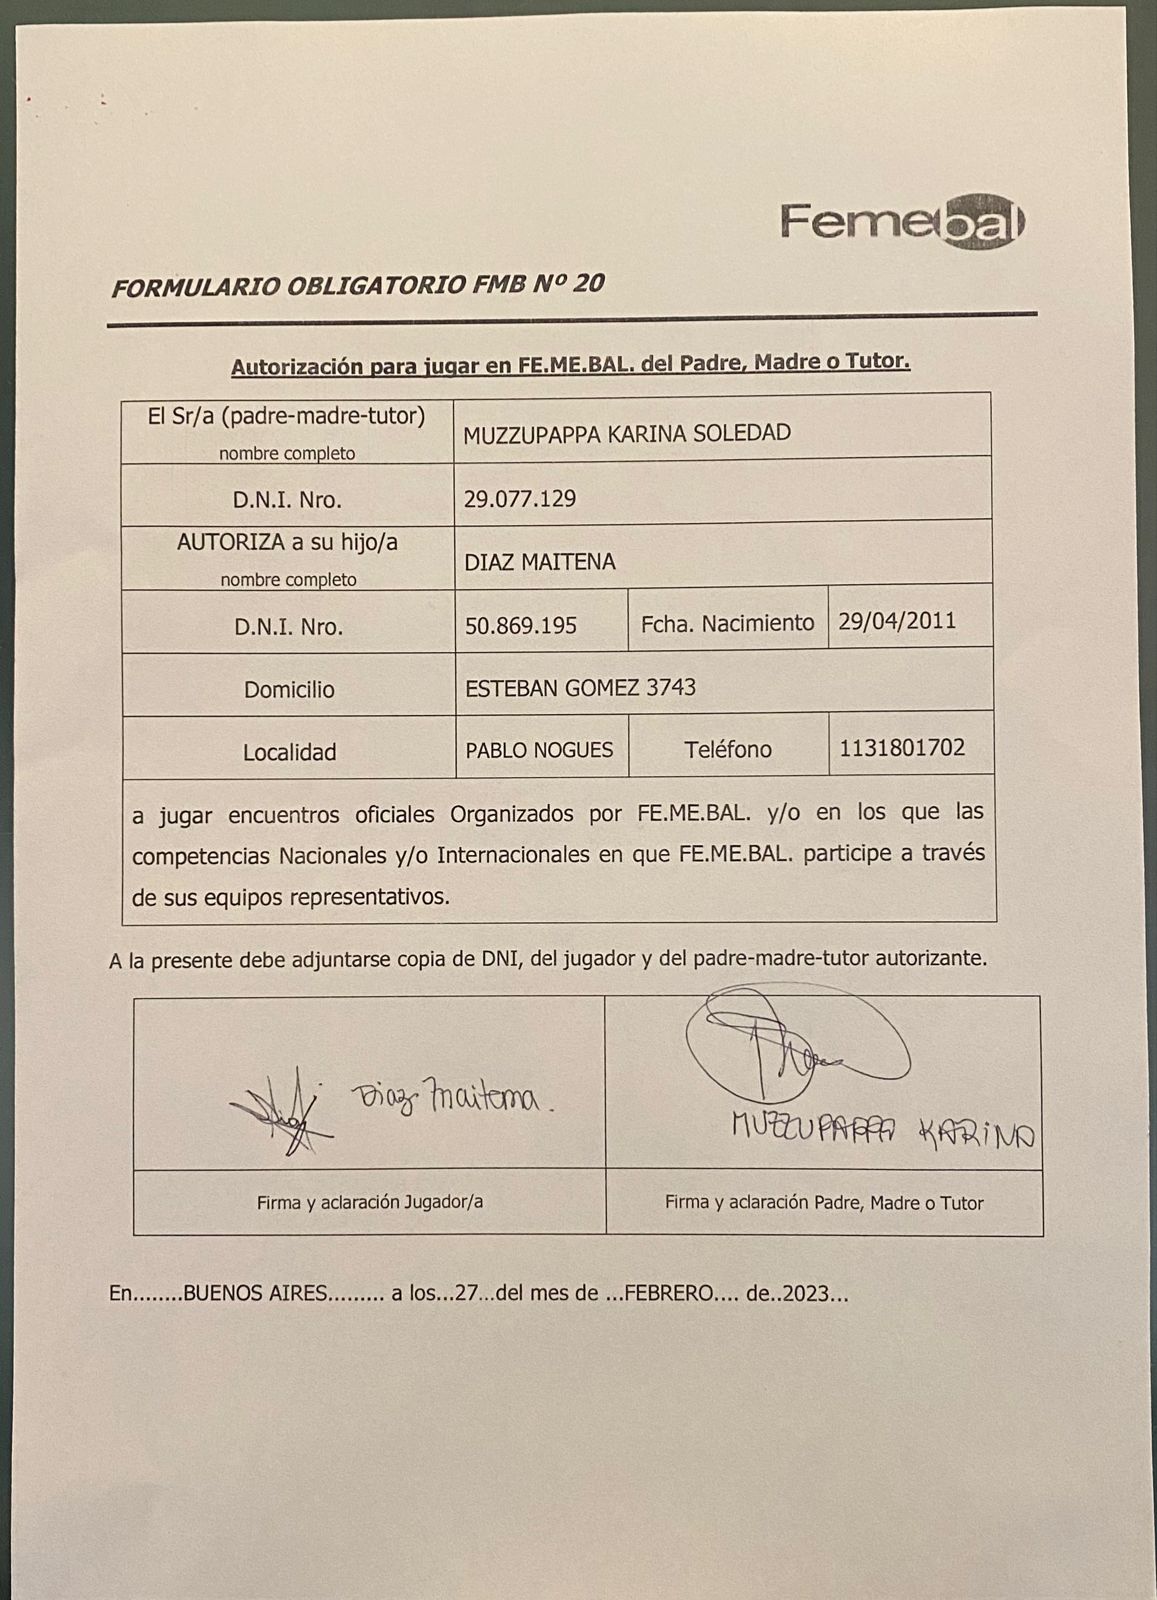 Femebal
FORMULARIO OBLIGATORIO FMB Nº 20
Autorización para jugar en FE.ME.BAL. del Padre, Madre o Tutor.
El Sr/a (padre-madre-tutor)
nombre completo
MUZZUPAPPA KARINA SOLEDAD
D.N.I. Nro.
29.077.129
AUTORIZA a su hijo/a
nombre completo
DIAZ MAITENA
D.N.I. Nro.
50.869.195
Fcha. Nacimiento
29/04/2011
Domicilio
ESTEBAN GOMEZ 3743
Localidad
PABLO NOGUES
Teléfono
1131801702
a jugar encuentros oficiales Organizados por FE.ME.BAL. y/o en los que las
competencias Nacionales y/o Internacionales en que FE.ME.BAL. participe a través
de sus equipos representativos.
A la presente debe adjuntarse copia de DNI, del jugador y del padre-madre-tutor autorizante.
Diaz Maitena.
MUZZUPAPPA KARINA
Firma y aclaración Jugador/a
Firma y aclaración Padre, Madre o Tutor
En........BUENOS AIRES......... a los...27...del mes de ...FEBRERO.... de..2023...